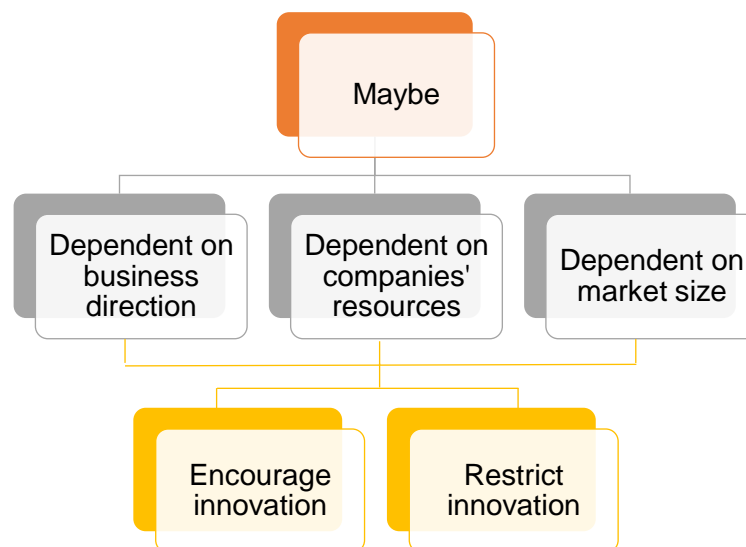 Maybe
Dependent on
business
direction
Dependent on
companies'
resources
Dependent on
market size
Encourage
innovation
Restrict
innovation